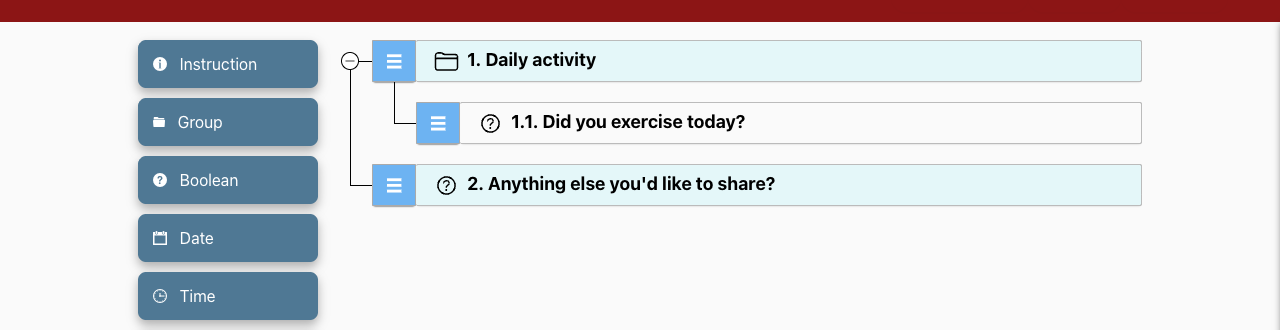 Instruction
Group
Boolean
Date
Time
1. Daily activity
1.1. Did you exercise today?
2. Anything else you'd like to share?